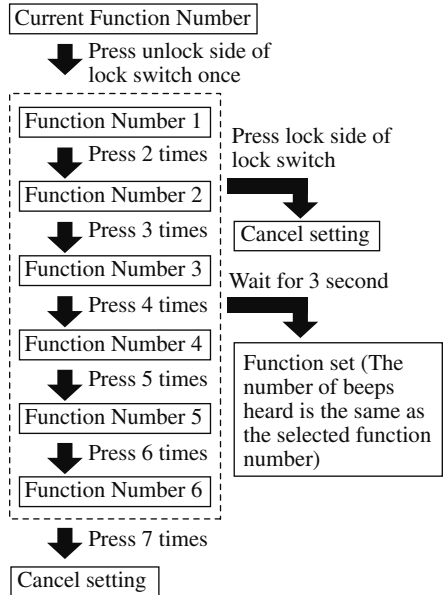 Current Function Number
Press unlock side of
lock switch once
Function Number 1
Press 2 times
Function Number 2
Press lock side of
lock switch
Cancel setting
Press 3 times
Function Number 3
Wait for 3 second
Press 4 times
Function Number 4
Function set (The
number of beeps
heard is the same as
the selected function
number)
Press 5 times
Function Number 5
Press 6 times
Function Number 6
Press 7 times
Cancel setting